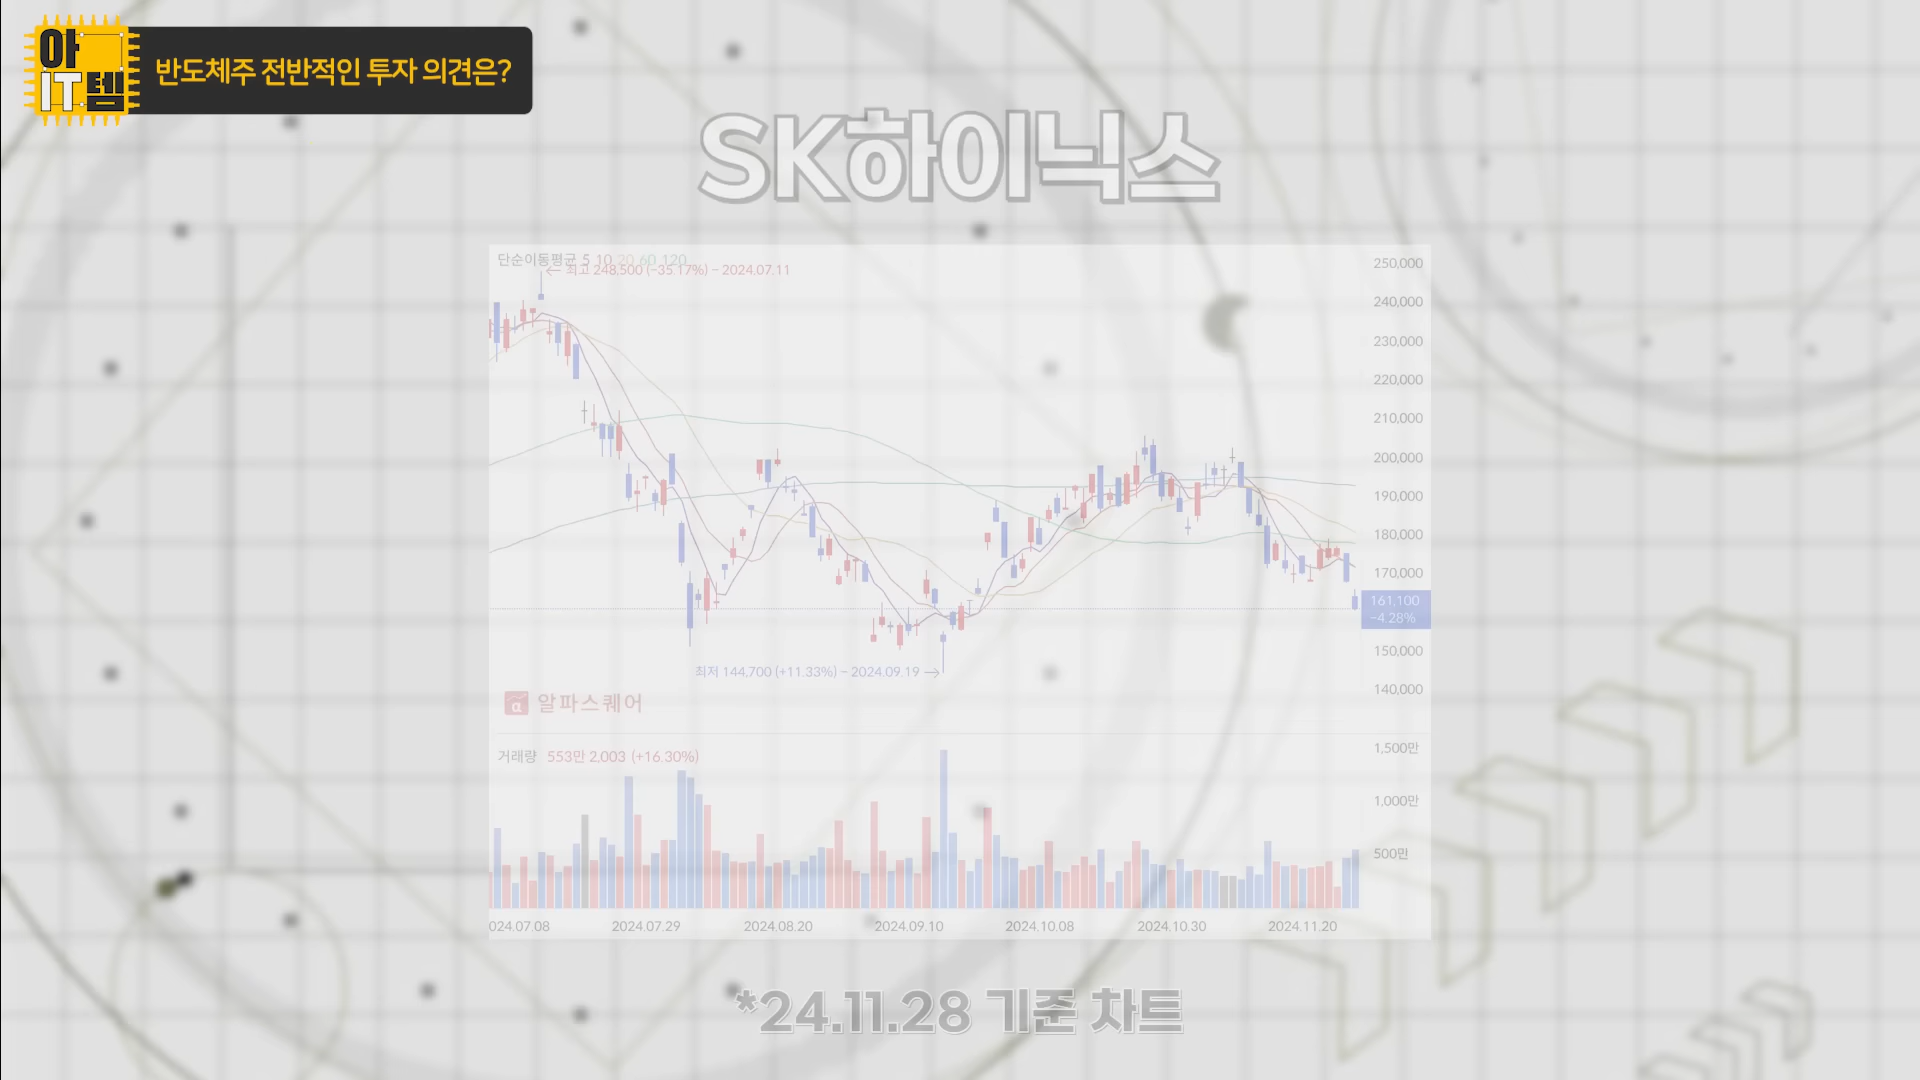 아
IT템
반도체주 전반적인 투자 의견은?
SK하이닉스
단순이동평균 5 10 20 60 120
← 최고 248,500 (-35.17%) - 2024.07.11
250,000
240,000
230,000
220,000
210,000
200,000
190,000
180,000
170,000
161,100
-4.28%
150,000
140,000
최저 144,700 (+11.33%) - 2024.09.19 →
알파스퀘어
거래량 553만 2,003 (+16.30%)
1,500만
1,000만
500만
024.07.08 2024.07.29 2024.08.20 2024.09.10 2024.10.08 2024.10.30 2024.11.20
*24.11.28 기준 차트